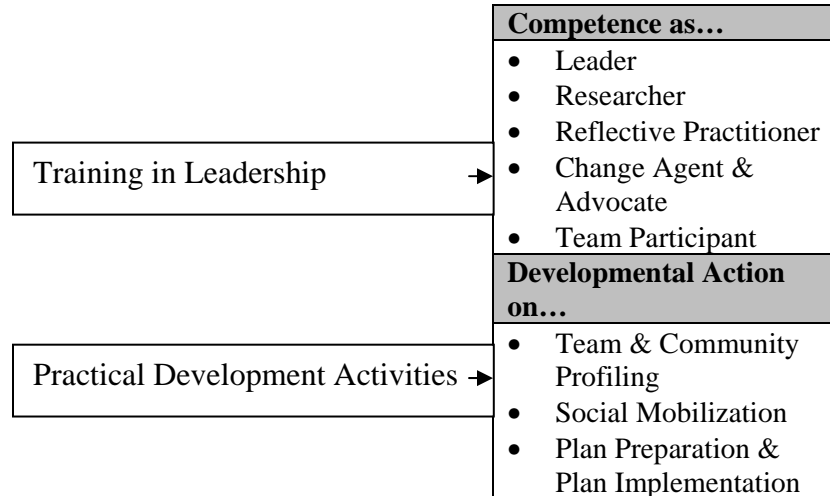 Competence as…
• Leader
• Researcher
• Reflective Practitioner
Training in Leadership
• Change Agent &
Advocate
• Team Participant
Developmental Action
on…
• Team & Community
Profiling
Practical Development Activities
• Social Mobilization
• Plan Preparation &
Plan Implementation